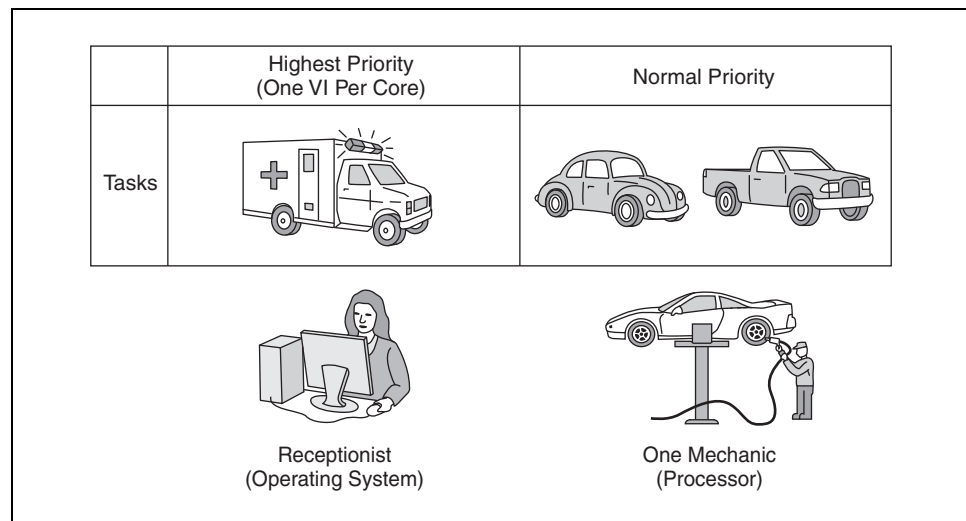 Highest Priority
(One VI Per Core)
Normal Priority
Tasks
Receptionist
(Operating System)
One Mechanic
(Processor)